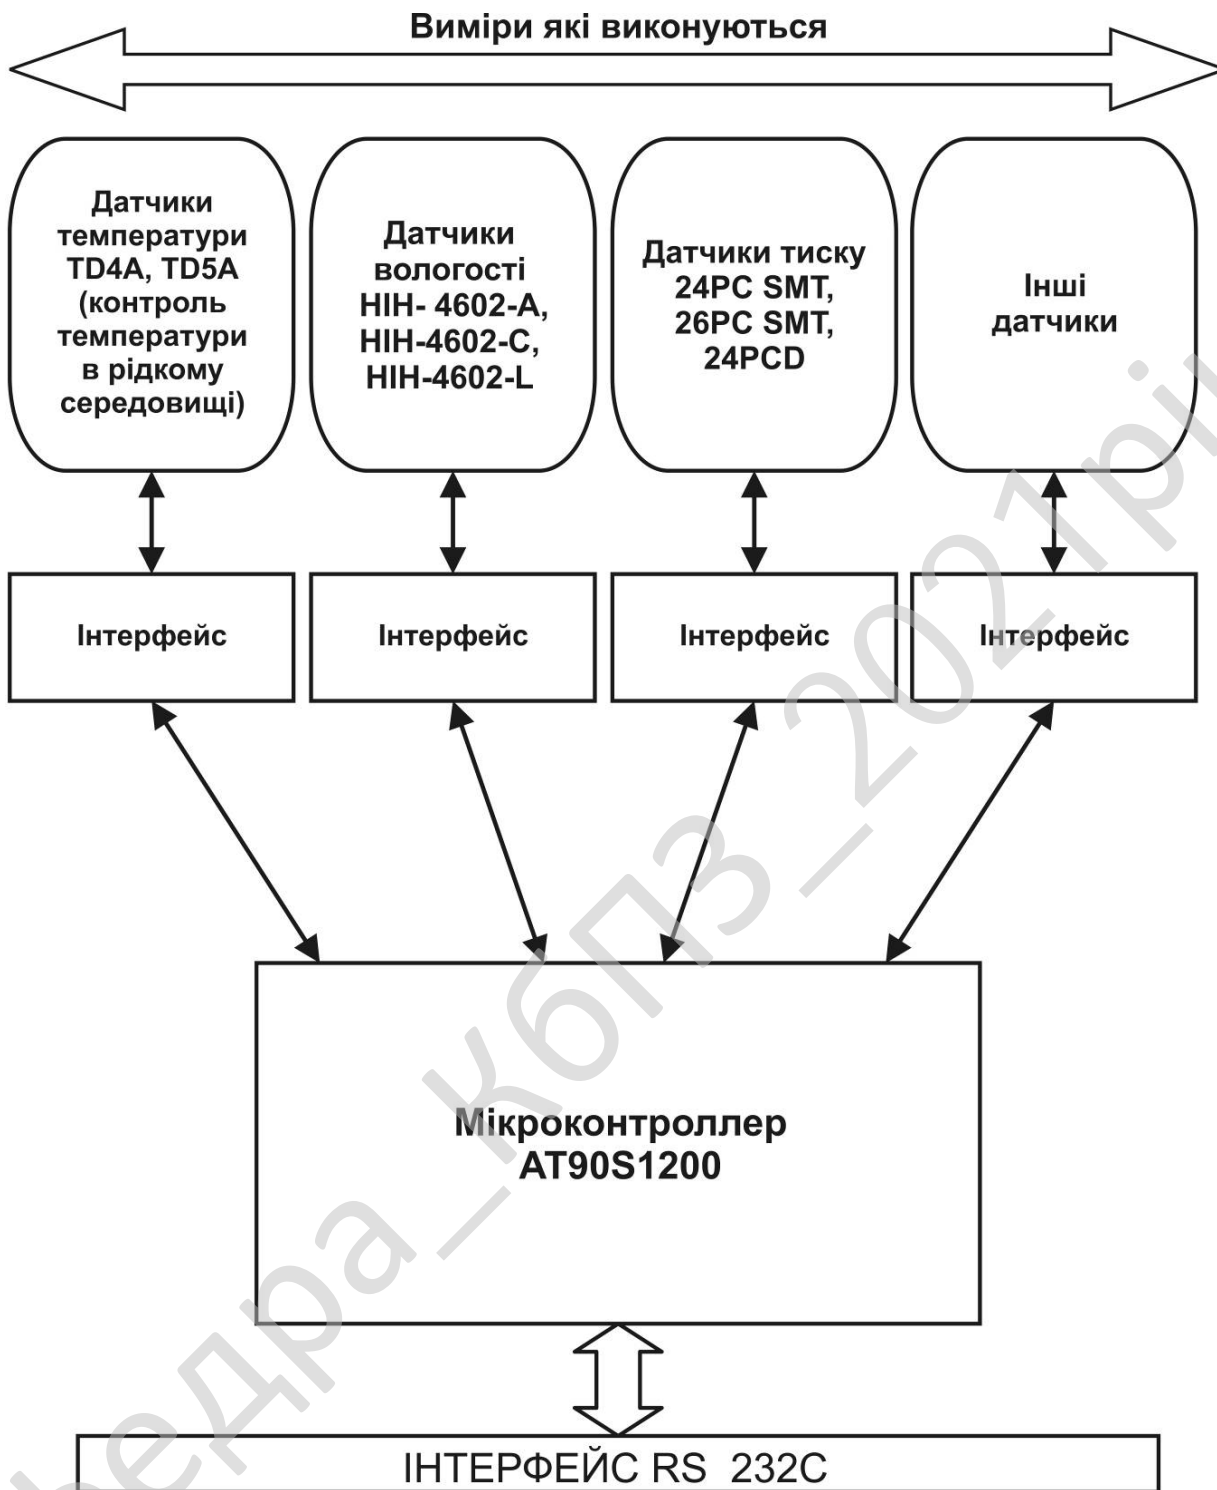 Виміри які виконуються
Датчики
температури
TD4A, TD5A
(контроль
температури
в рідкому
середовищі)
Датчики
вологості
HIH- 4602-A,
HIH-4602-C,
HIH-4602-L
Датчики тиску
24PC SMT,
26PC SMT,
24PCD
Інші
датчики
Інтерфейс
Інтерфейс
Інтерфейс
Інтерфейс
Мікроконтроллер
AT90S1200
ІНТЕРФЕЙС RS 232C